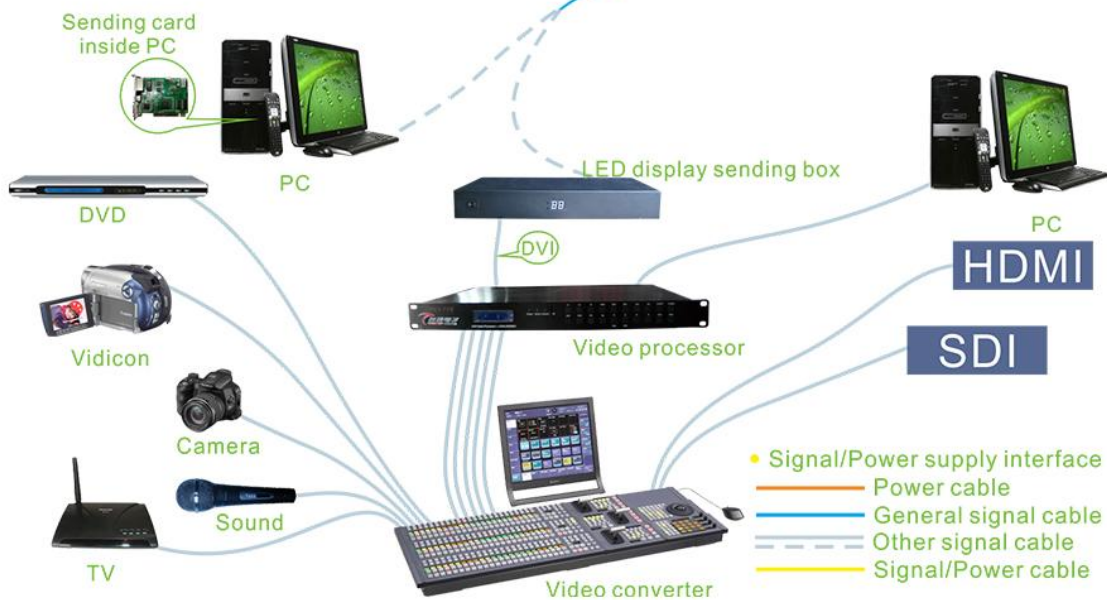 Sending card
inside PC
PC
LED display sending box
88
DVD
DVI
PC
HDMI
Vidicon
Video processor
SDI
Camera
Sound
TV
Video converter
Signal/Power supply interface
Power cable
General signal cable
Other signal cable
Signal/Power cable